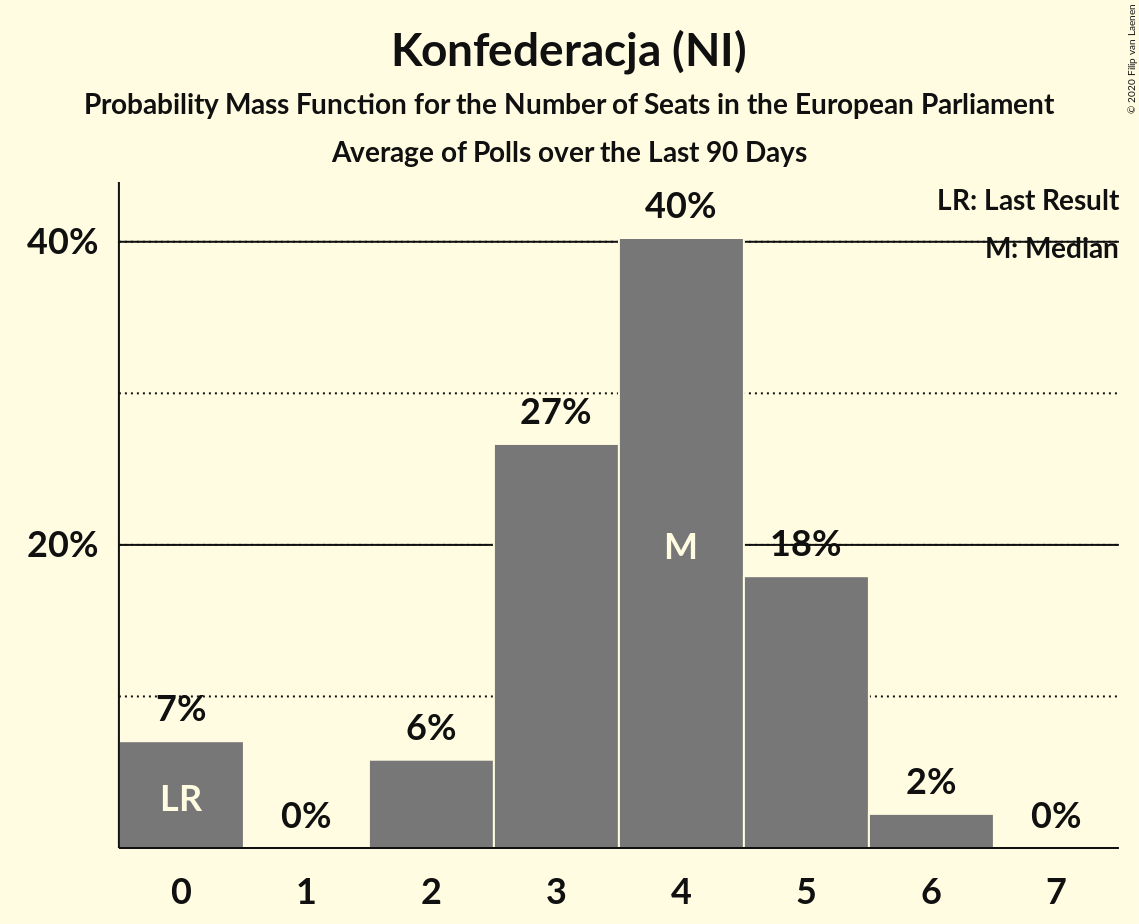 Konfederacja (NI)
Probability Mass Function for the Number of Seats in the European Parliament
Average of Polls over the Last 90 Days
© 2020 Filip van Laenen
LR: Last Result
M: Median
40%
20%
7%
0%
6%
27%
40%
18%
2%
0%
LR
M
0 1 2 3 4 5 6 7